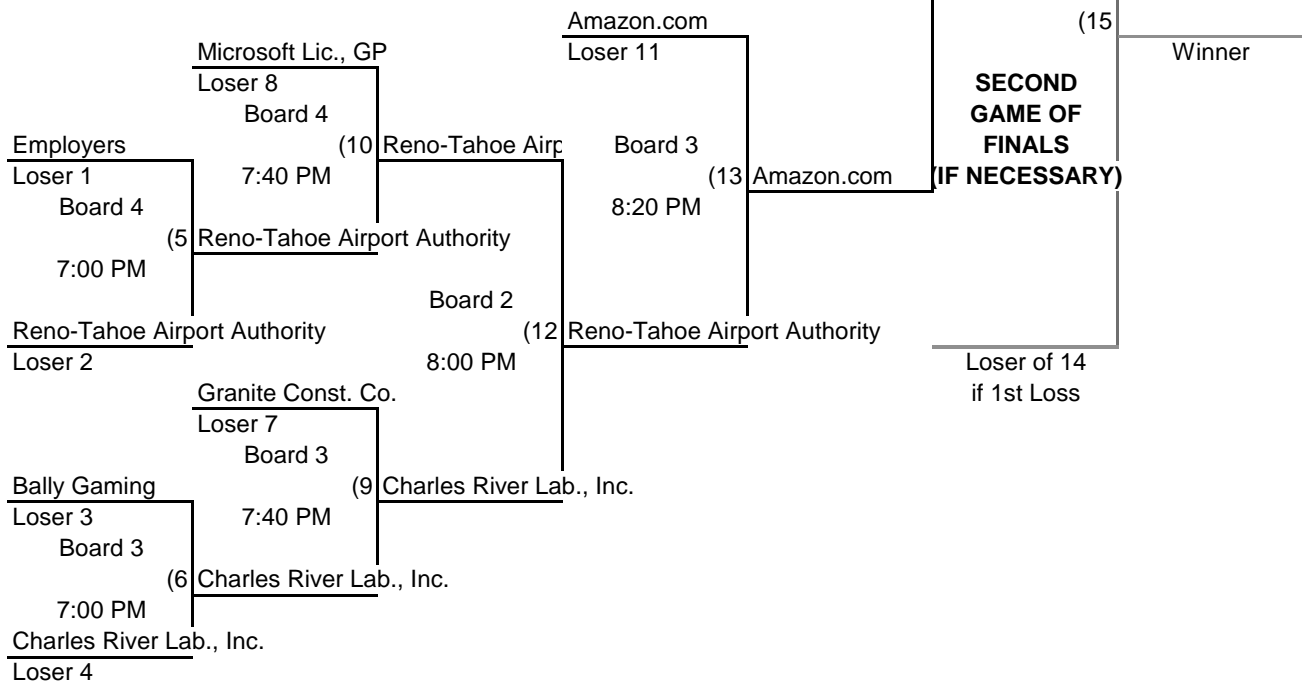 Amazon.com
(15
Microsoft Lic., GP
Loser 11
Winner
Loser 8
SECOND
Board 4
GAME OF
Employers
(10
Reno-Tahoe Airp
Board 3
FINALS
Loser 1
7:40 PM
(13
Amazon.com
(IF NECESSARY)
Board 4
8:20 PM
(5
Reno-Tahoe Airport Authority
7:00 PM
Board 2
Reno-Tahoe Airport Authority
(12
Reno-Tahoe Airport Authority
Loser 2
8:00 PM
Loser of 14
Granite Const. Co.
if 1st Loss
Loser 7
Board 3
Bally Gaming
(9
Charles River Lab., Inc.
Loser 3
7:40 PM
Board 3
(6
Charles River Lab., Inc.
7:00 PM
Charles River Lab., Inc.
Loser 4